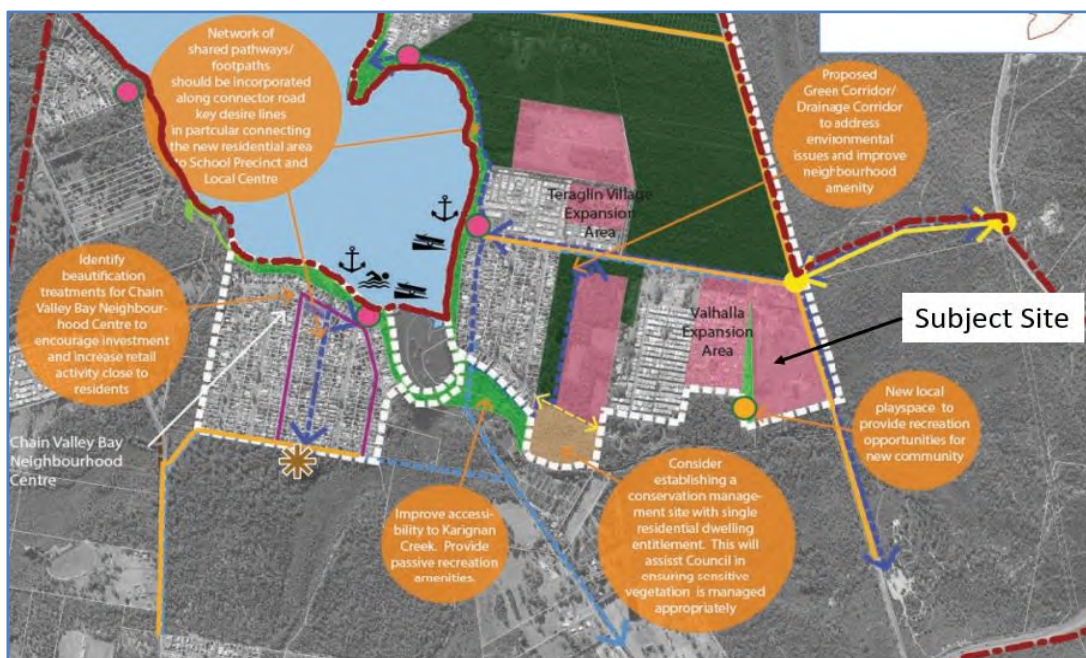 Network of
shared pathways/
footpaths
should be incorporated
along connector road
key desire lines
in partcular connecting
the new residential area
to School Precinct and
Local Centre
Proposed
Green Corridor/
Drainage Corridor
to address
environmental
issues and improve
neighbourhood
amenity
Teraglin Village
Expansion
Area
Identify
beautification
treatments for Chain
Valley Bay Neighbour-
hood Centre to
encourage investment
and increase retail
activity close to
residents
Valhalla
Expansion
Area
Subject Site
New local
playspace to
provide recreation
opportunities for
new community
Chain Valley Bay
Neighbourhood
Centre
Improve accessi-
bility to Karignan
Creek. Provide
passive recreation
amenities.
Consider
establishing a
conservation manage-
ment site with single
residential dwelling
entitlement. This will
assisst Council in
ensuring sensitive
vegetation is managed
appropriately